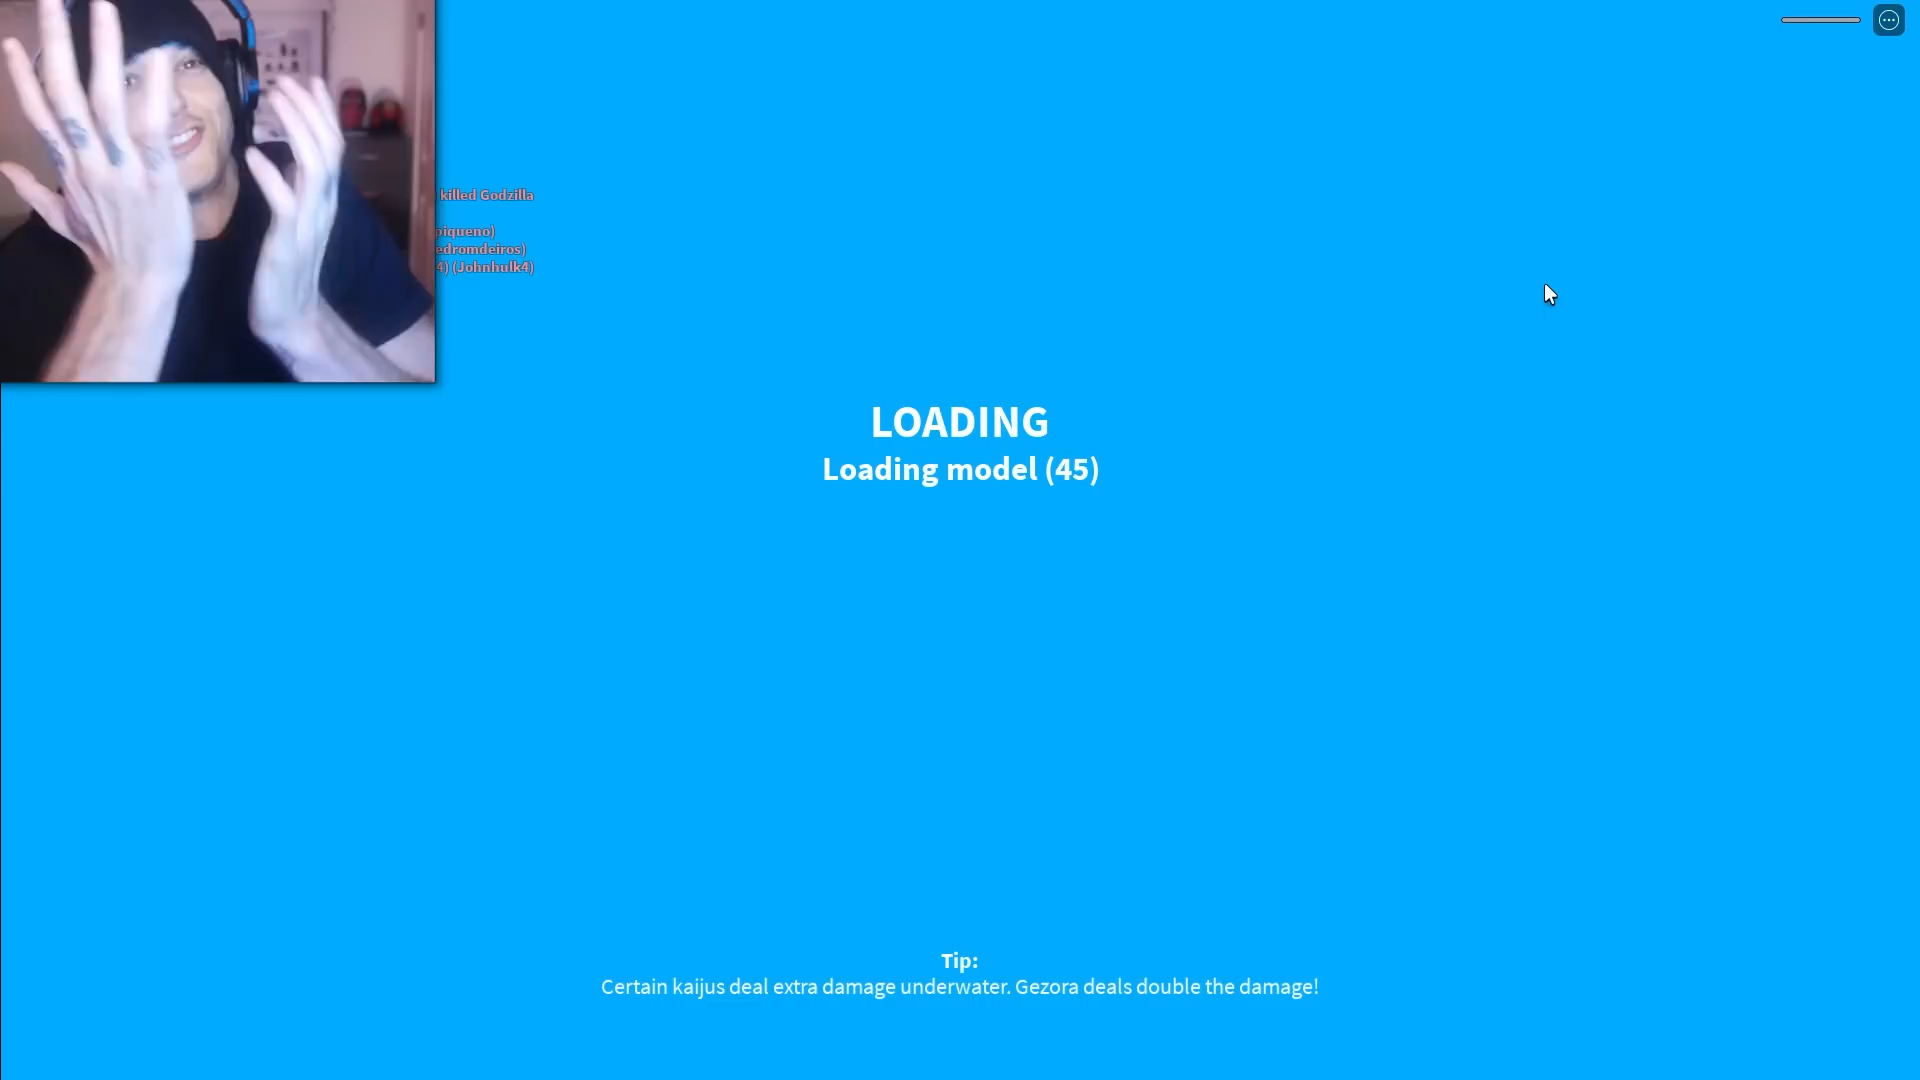 killed Godzilla
piqueno)
edromdeiros)
4) (Johnhulk4)
LOADING
Loading model (45)
Tip:
Certain kaijus deal extra damage underwater. Gezora deals double the damage!